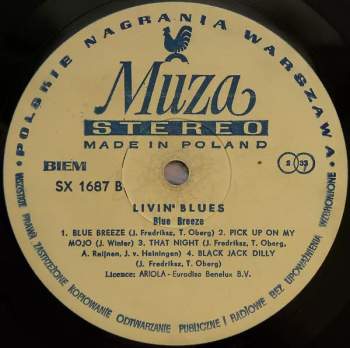 • POLSKIE NAGRANIA WARSZAWA •
Muza
STEREO
MADE IN POLAND
BIEM
2 33
SX 1687 B
LIVIN' BLUES
Blue Breeze
1. BLUE BREEZE (J. Fredriksz, T. Oberg) 2. PICK UP ON MY
MOJO (J. Winter) 3. THAT NIGHT (J. Fredriksz, T. Oberg,
A. Reijnen, J. v. Heiningen) 4. BLACK JACK DILLY
(J. Fredriksz, T. Oberg)
Licence: ARIOLA - Eurodisc Benelux B.V.
WSZELKIE PRAWA ZASTRZEŻONE KOPIOWANIE ODTWARZANIE PUBLICZNE I RADIOWE BEZ UPOWAŻNIENIA WZBRONIONE